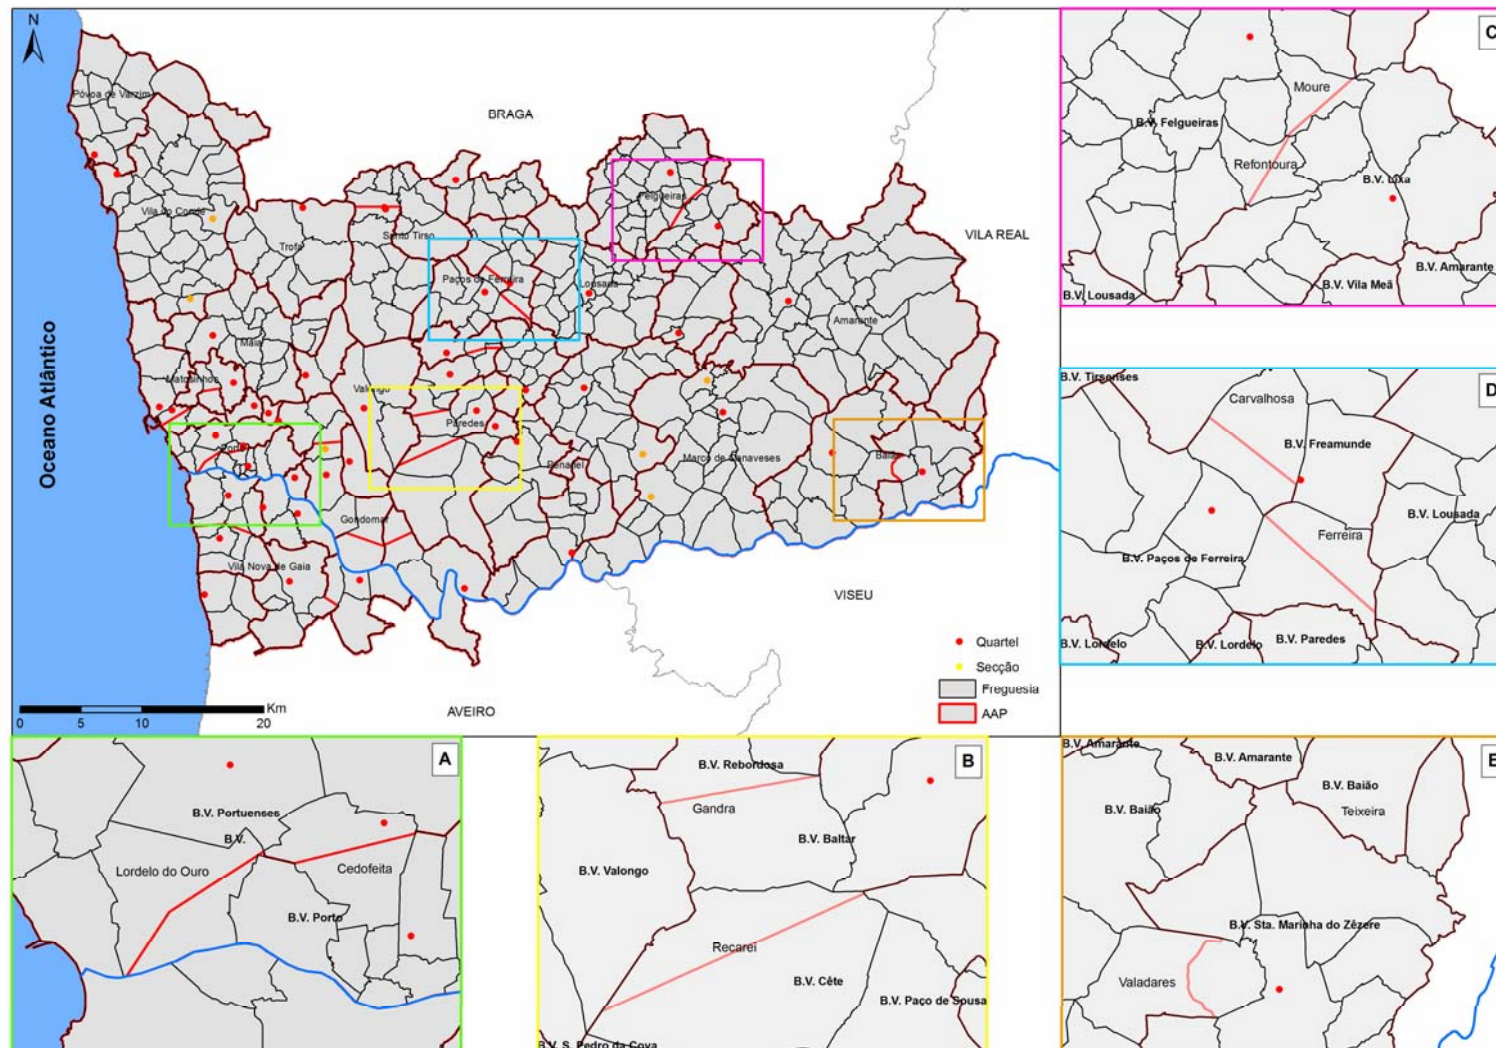 N
BRAGA
VILA REAL
VISEU
AVEIRO
Oceano Atlântico
Póvoa de Varzim
Vila do Conde
Trofa
Santo Tirso
Felgueiras
Paços de Ferreira
Lousada
Amarante
Maia
Matosinhos
Valongo
Paredes
Porto
Penafiel
Marco de Canaveses
Baião
Gondomar
Vila Nova de Gaia
Quartel
Secção
Freguesia
AAP
0 5 10 20 Km
C
Moure
B.V. Felgueiras
Refontoura
B.V. Lixa
B.V. Amarante
B.V. Vila Meã
B.V. Lousada
D
B.V. Tirsenses
Carvalhosa
B.V. Freamunde
B.V. Lousada
Ferreira
B.V. Paços de Ferreira
B.V. Lordelo
B.V. Lordelo
B.V. Paredes
A
B.V. Portuenses
B.V.
Lordelo do Ouro
Cedofeita
B.V. Porto
B
B.V. Rebordosa
Gandra
B.V. Baltar
B.V. Valongo
Recarei
B.V. Cête
B.V. Paço de Sousa
B.V. S. Pedro da Cova
E
B.V. Amarante
B.V. Amarante
B.V. Baião
B.V. Baião
Teixeira
B.V. Sta. Marinha do Zêzere
Valadares